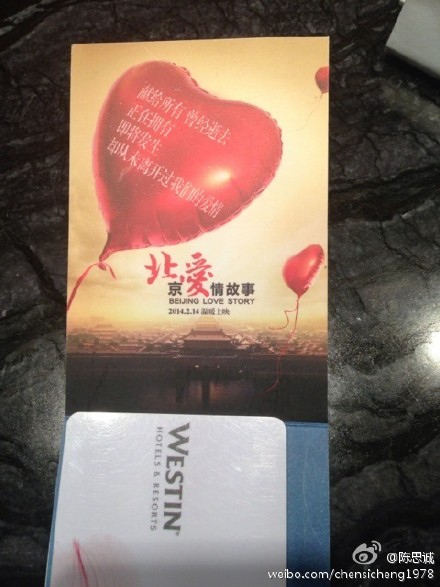 献给所有 曾经逝去
正在拥有
即将发生
却从未离开过我们的爱情
北京爱情故事
BEIJING LOVE STORY
2014.2.14 温暖上映
WESTIN
HOTELS & RESORTS
@陈思诚
weibo.com/chensicheng1978